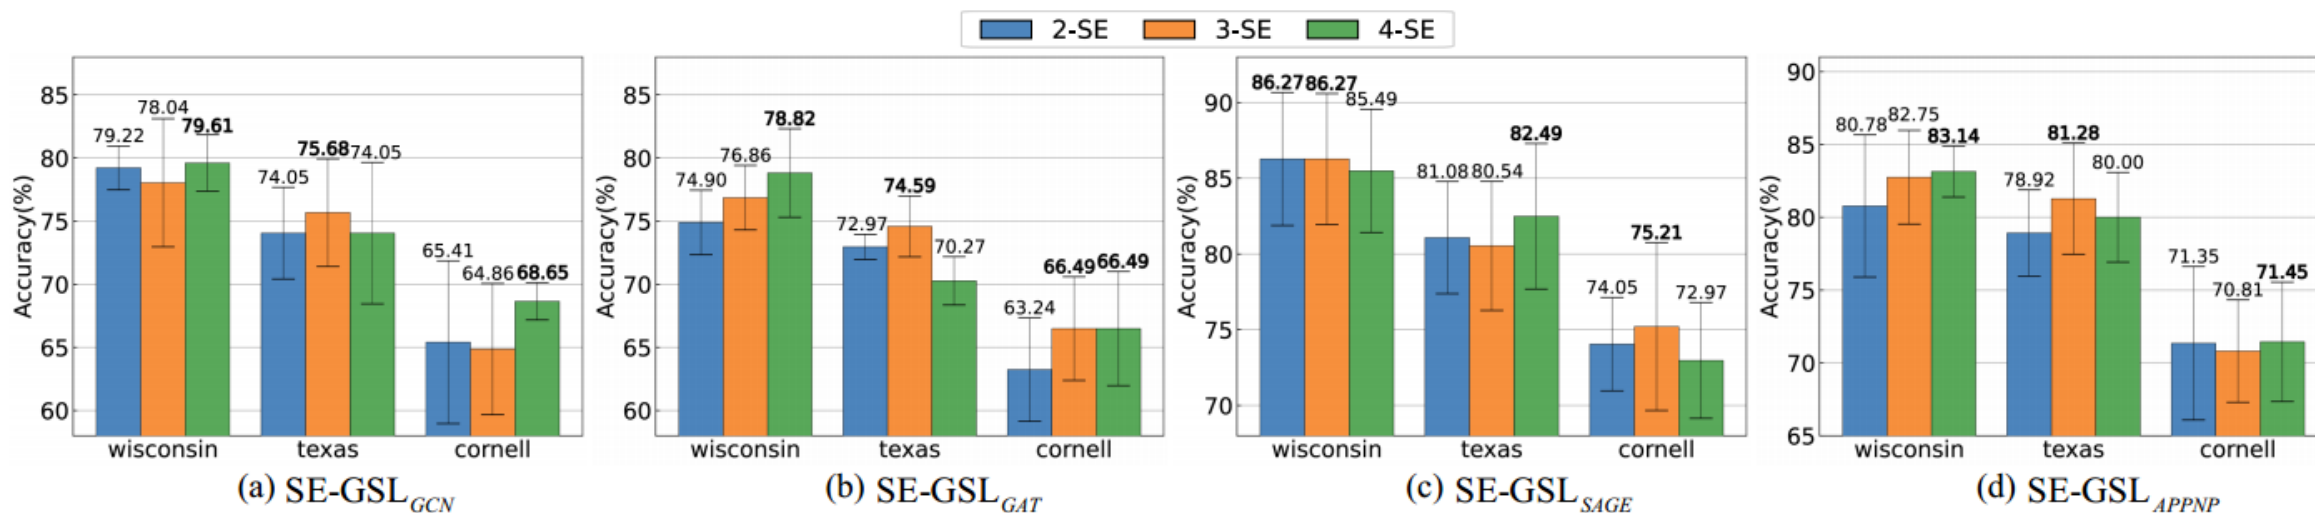 2-SE 3-SE 4-SE
Accuracy(%)
85
80
75
70
65
60
79.22 78.04 79.61
74.05 75.68 74.05
65.41 64.86 68.65
wisconsin texas cornell
(a) SE-GSL_GCN
Accuracy(%)
85
80
75
70
65
60
74.90 76.86 78.82
72.97 74.59 70.27
63.24 66.49 66.49
wisconsin texas cornell
(b) SE-GSL_GAT
Accuracy(%)
90
85
80
75
70
86.27 86.27 85.49
81.08 80.54 82.49
74.05 75.21 72.97
wisconsin texas cornell
(c) SE-GSL_SAGE
Accuracy(%)
90
85
80
75
70
65
80.78 82.75 83.14
78.92 81.28 80.00
71.35 70.81 71.45
wisconsin texas cornell
(d) SE-GSL_APPNP